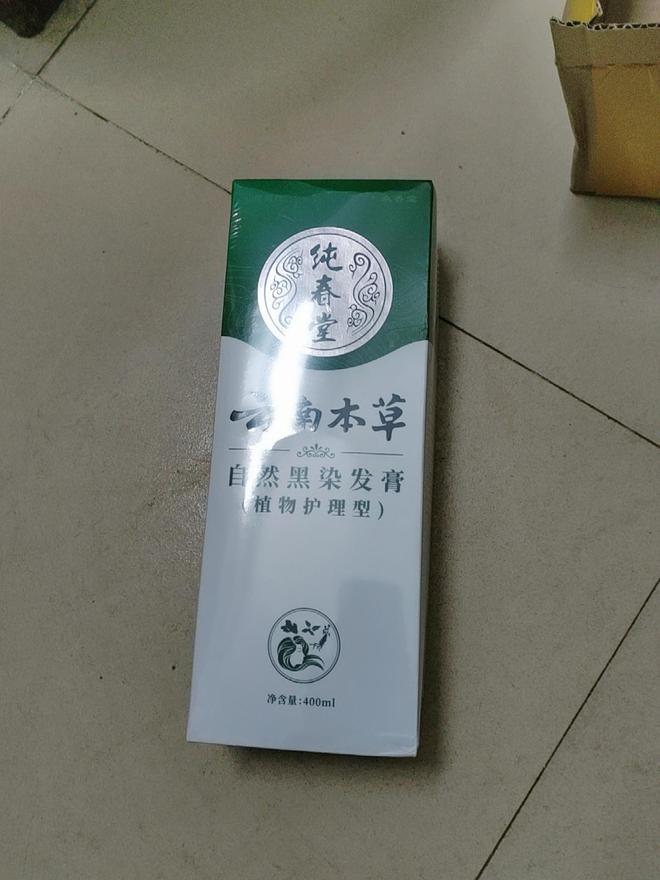 纯春堂
云南本草
自然黑染发膏
(植物护理型)
净含量:400ml